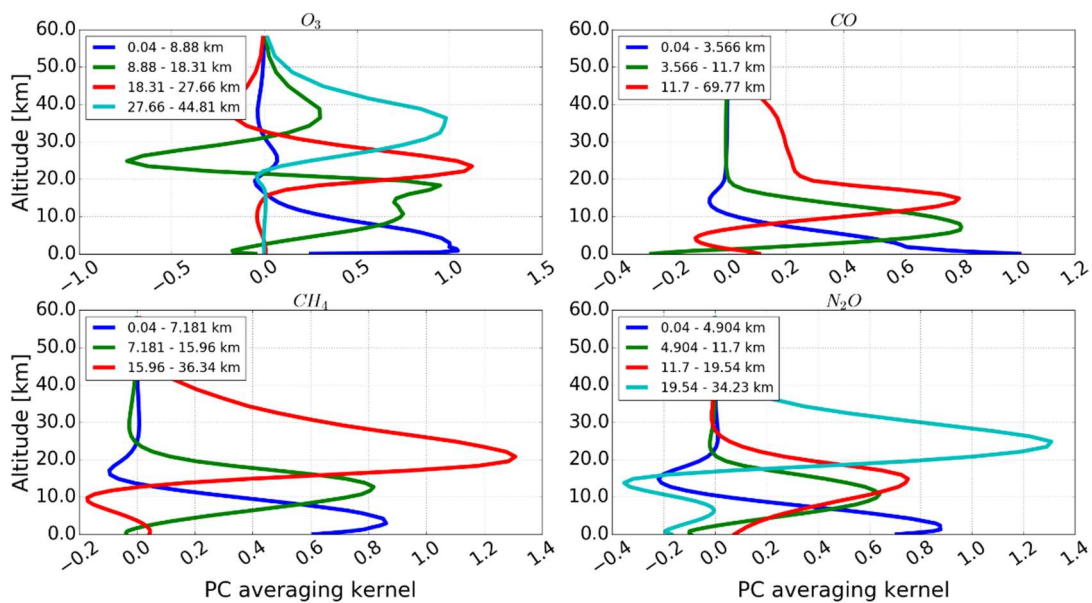 O3
60.0
50.0
40.0
30.0
20.0
10.0
0.0
Altitude [km]
0.04 - 8.88 km
8.88 - 18.31 km
18.31 - 27.66 km
27.66 - 44.81 km
−1.0
−0.5
0.0
0.5
1.0
1.5
CO
60.0
50.0
40.0
30.0
20.0
10.0
0.0
0.04 - 3.566 km
3.566 - 11.7 km
11.7 - 69.77 km
−0.4
−0.2
0.0
0.2
0.4
0.6
0.8
1.0
1.2
CH4
60.0
50.0
40.0
30.0
20.0
10.0
0.0
Altitude [km]
0.04 - 7.181 km
7.181 - 15.96 km
15.96 - 36.34 km
−0.2
0.0
0.2
0.4
0.6
0.8
1.0
1.2
1.4
PC averaging kernel
N2O
60.0
50.0
40.0
30.0
20.0
10.0
0.0
0.04 - 4.904 km
4.904 - 11.7 km
11.7 - 19.54 km
19.54 - 34.23 km
−0.4
−0.2
0.0
0.2
0.4
0.6
0.8
1.0
1.2
1.4
PC averaging kernel